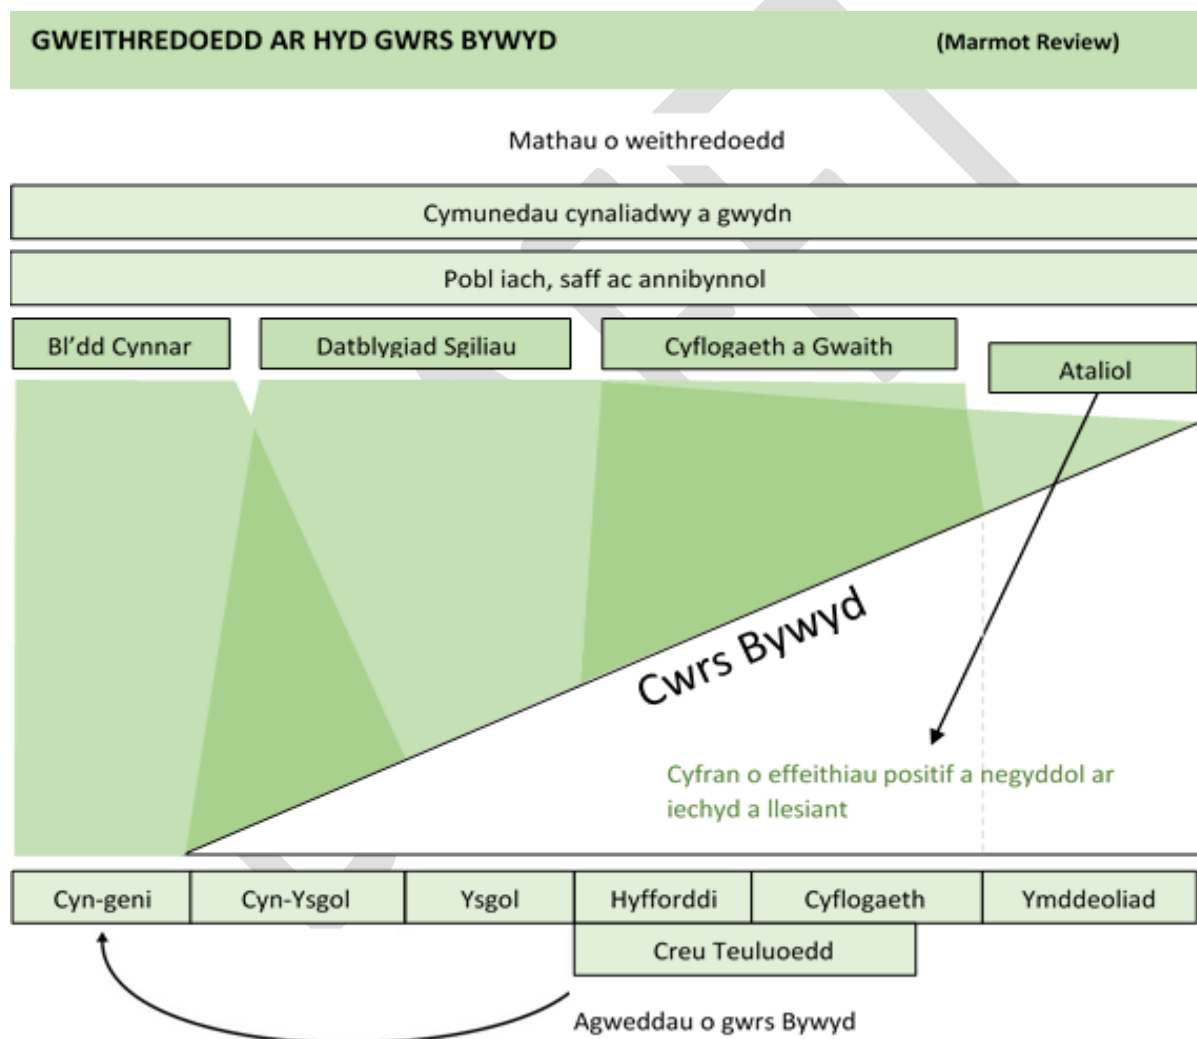 GWEITHREDOEDD AR HYD GWRS BYWYD (Marmot Review)
Mathau o weithredoedd
Cymunedau cynaliadwy a gwydn
Pobl iach, saff ac annibynnol
Bl'dd Cynnar
Datblygiad Sgiliau
Cyflogaeth a Gwaith
Ataliol
Cwrs Bywyd
Cyfran o effeithiau positif a negyddol ar
iechyd a llesiant
Cyn-geni
Cyn-Ysgol
Ysgol
Hyfforddi
Cyflogaeth
Ymddeoliad
Creu Teuluoedd
Agweddau o gwrs Bywyd